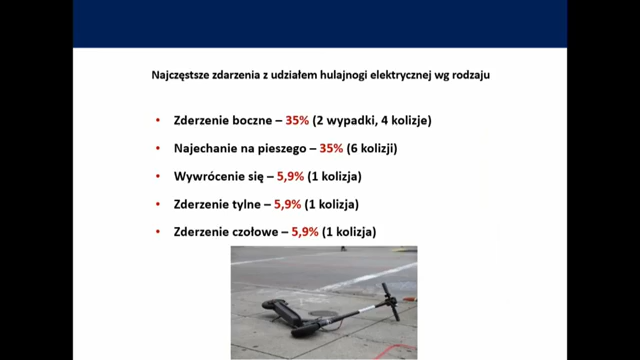 Najczęstsze zdarzenia z udziałem hulajnogi elektrycznej wg rodzaju
• Zderzenie boczne – 35% (2 wypadki, 4 kolizje)
• Najechanie na pieszego – 35% (6 kolizji)
• Wywrócenie się – 5,9% (1 kolizja)
• Zderzenie tylne – 5,9% (1 kolizja)
• Zderzenie czołowe – 5,9% (1 kolizja)